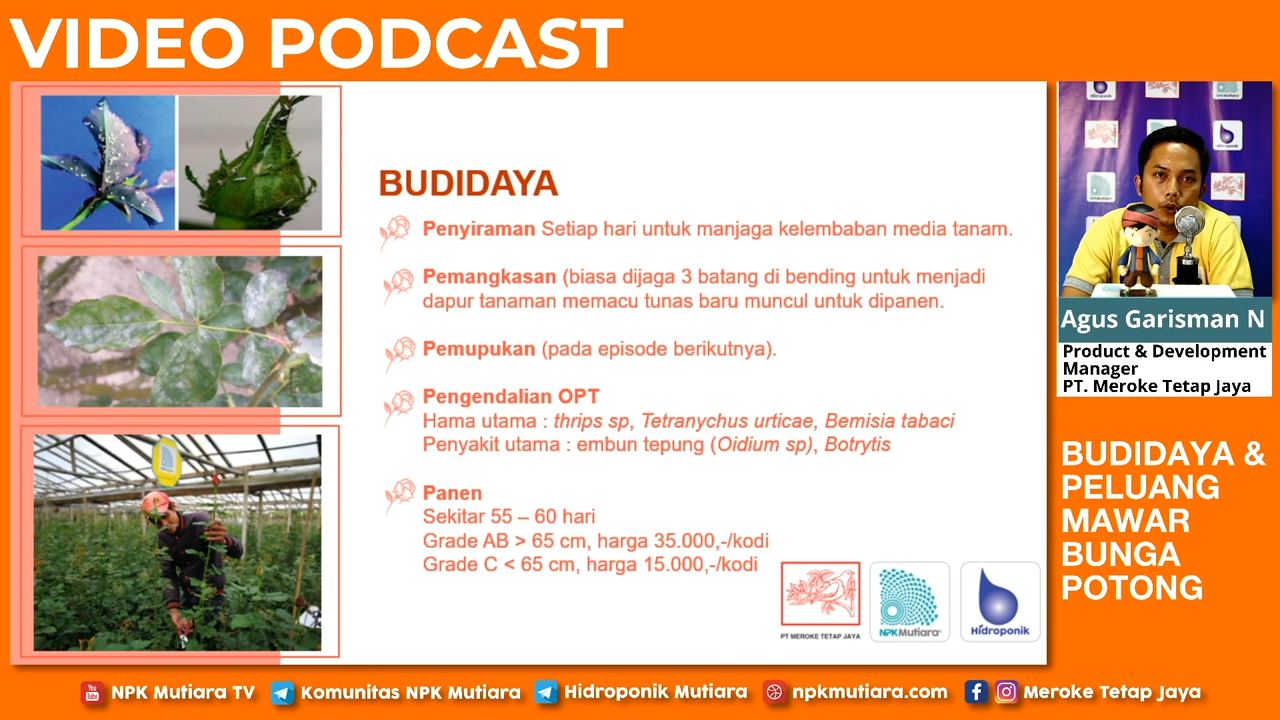 VIDEO PODCAST
BUDIDAYA
Penyiraman Setiap hari untuk manjaga kelembaban media tanam.
Pemangkasan (biasa dijaga 3 batang di bending untuk menjadi
dapur tanaman memacu tunas baru muncul untuk dipanen.
Pemupukan (pada episode berikutnya).
Pengendalian OPT
Hama utama : thrips sp, Tetranychus urticae, Bemisia tabaci
Penyakit utama : embun tepung (Oidium sp), Botrytis
Panen
Sekitar 55 – 60 hari
Grade AB > 65 cm, harga 35.000,-/kodi
Grade C < 65 cm, harga 15.000,-/kodi
PT MEROKE TETAP JAYA
NPKMutiara
Hidroponik
Agus Garisman N
Product & Development
Manager
PT. Meroke Tetap Jaya
BUDIDAYA &
PELUANG
MAWAR
BUNGA
POTONG
NPK Mutiara TV
Komunitas NPK Mutiara
Hidroponik Mutiara
npkmutiara.com
Meroke Tetap Jaya